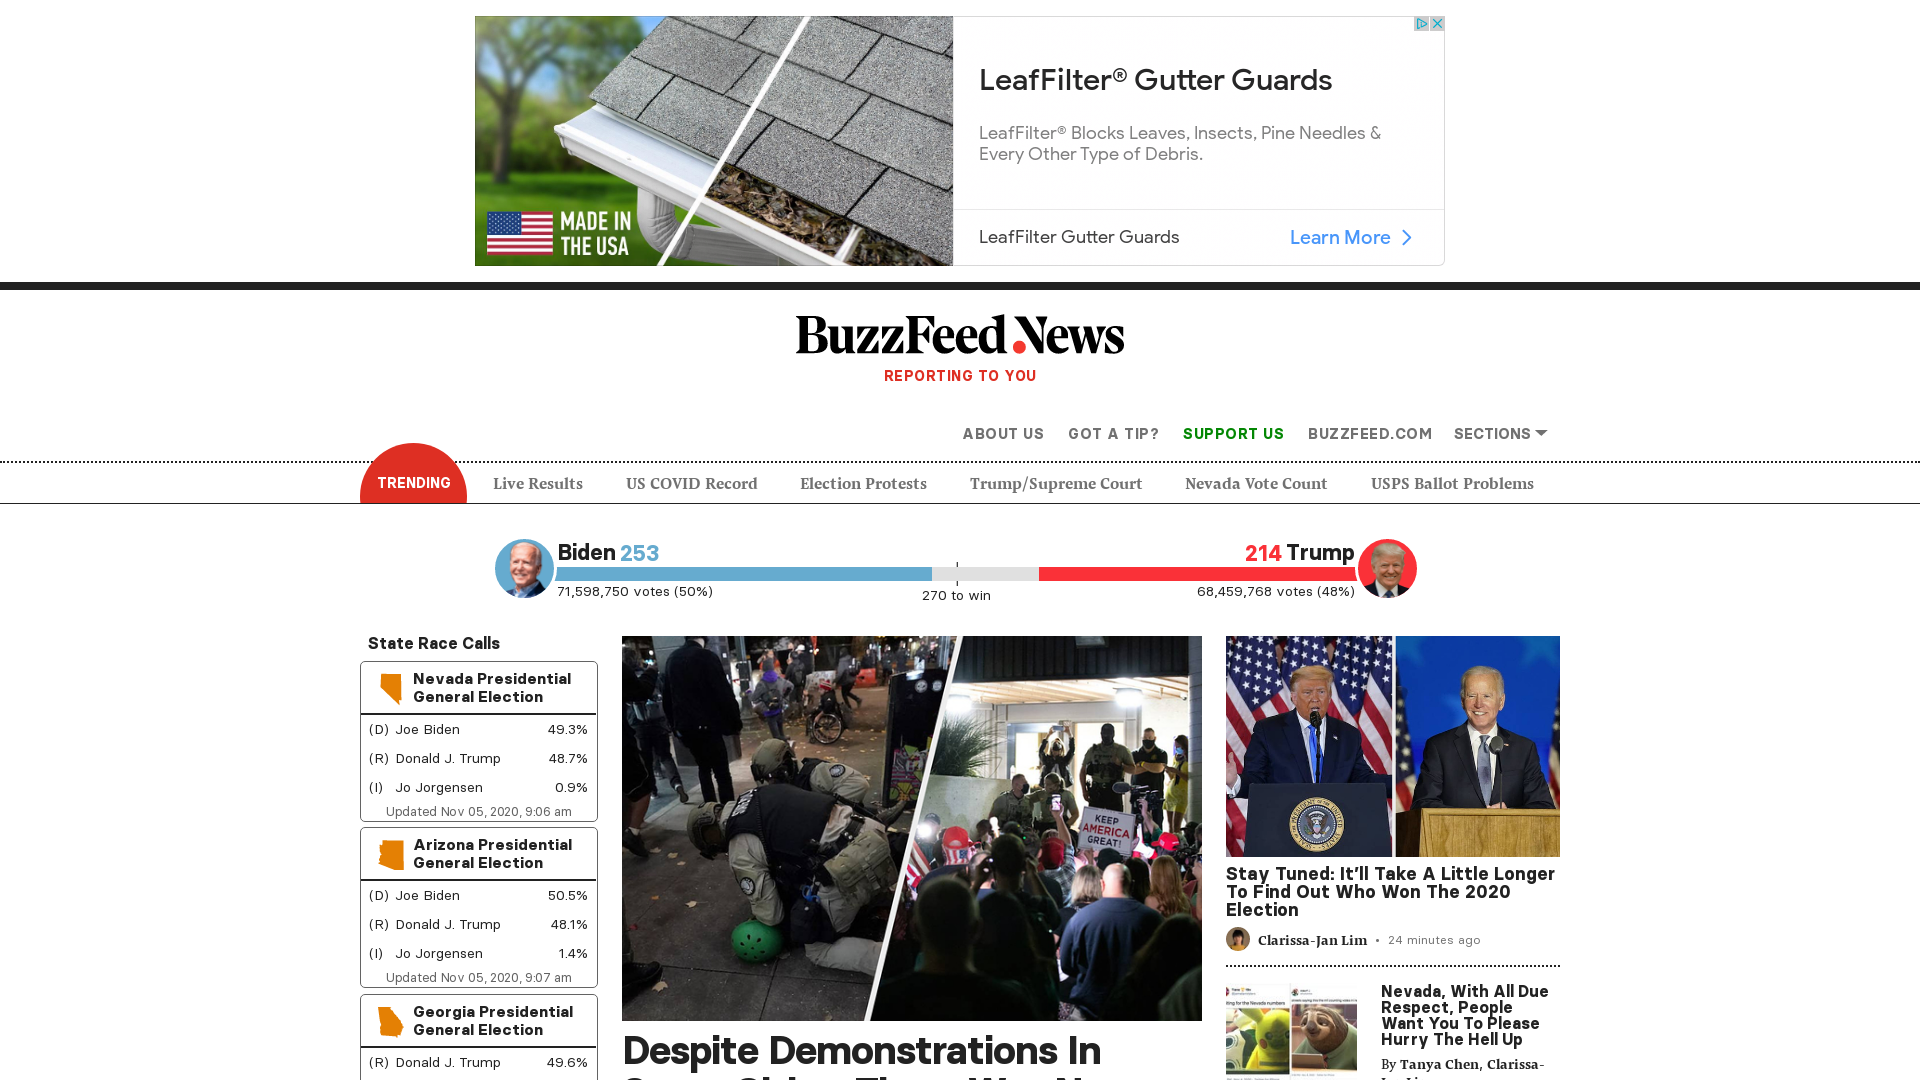 LeafFilter® Gutter Guards
LeafFilter® Blocks Leaves, Insects, Pine Needles &
Every Other Type of Debris.
MADE IN
THE USA
LeafFilter Gutter Guards
Learn More
BuzzFeed News
REPORTING TO YOU
ABOUT US
GOT A TIP?
SUPPORT US
BUZZFEED.COM
SECTIONS
TRENDING
Live Results
US COVID Record
Election Protests
Trump/Supreme Court
Nevada Vote Count
USPS Ballot Problems
Biden 253
214 Trump
71,598,750 votes (50%)
270 to win
68,459,768 votes (48%)
State Race Calls
Nevada Presidential
General Election
(D) Joe Biden 49.3%
(R) Donald J. Trump 48.7%
(I) Jo Jorgensen 0.9%
Updated Nov 05, 2020, 9:06 am
Arizona Presidential
General Election
(D) Joe Biden 50.5%
(R) Donald J. Trump 48.1%
(I) Jo Jorgensen 1.4%
Updated Nov 05, 2020, 9:07 am
Georgia Presidential
General Election
(R) Donald J. Trump 49.6%
KEEP
AMERICA
GREAT!
Despite Demonstrations In
Stay Tuned: It’ll Take A Little Longer
To Find Out Who Won The 2020
Election
Clarissa-Jan Lim • 24 minutes ago
Nevada, With All Due
Respect, People
Want You To Please
Hurry The Hell Up
By Tanya Chen, Clarissa-